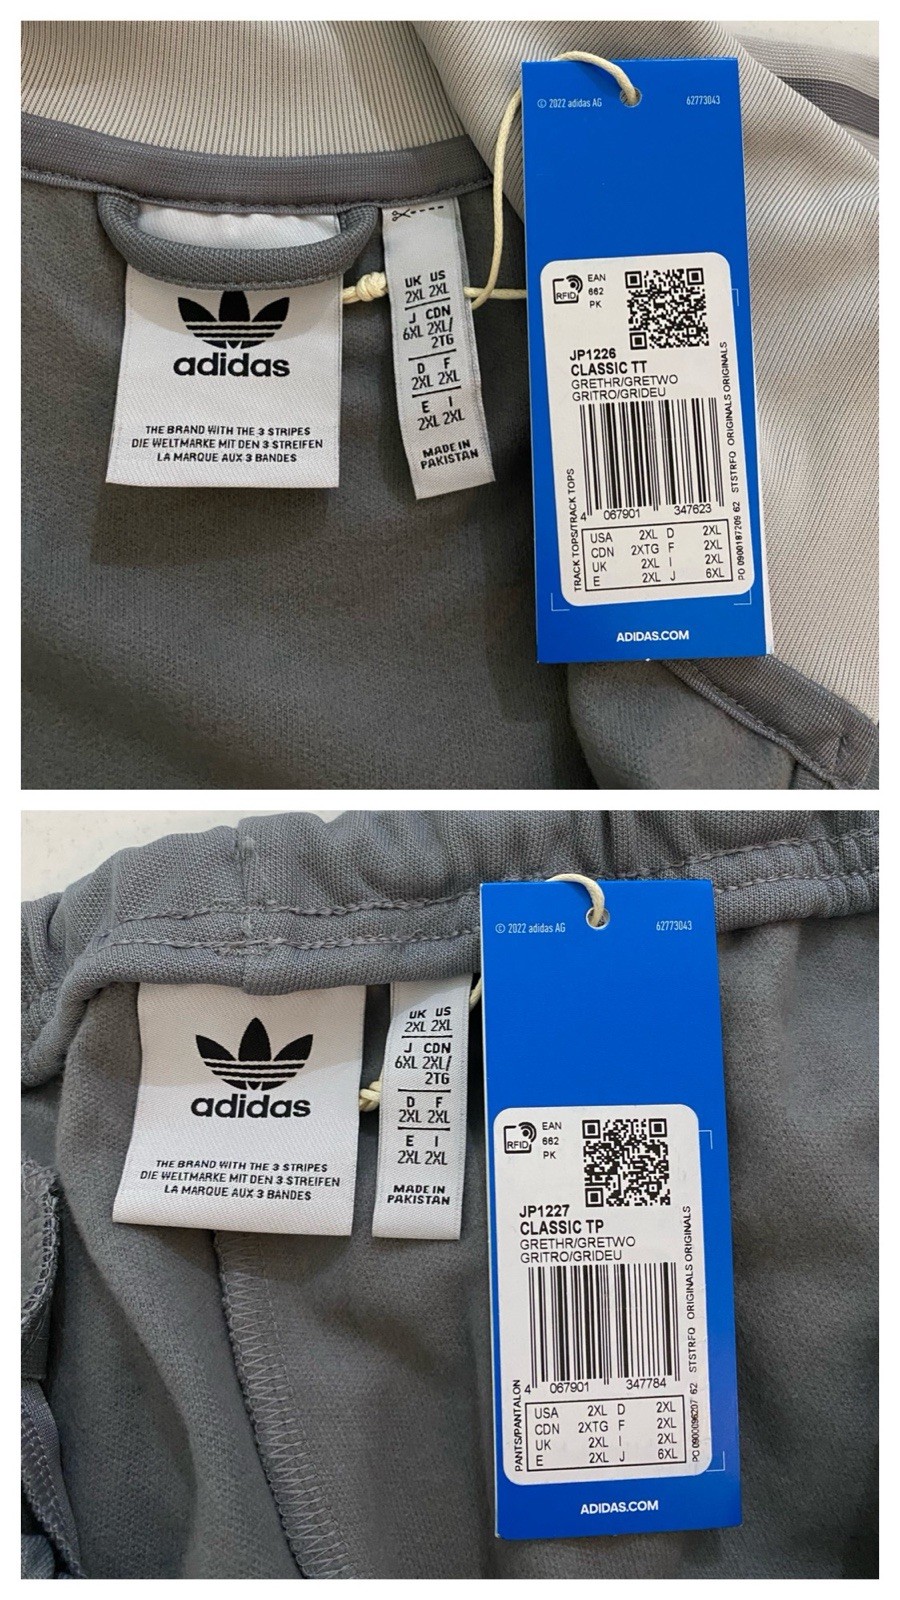 adidas
THE BRAND WITH THE 3 STRIPES
DIE WELTMARKE MIT DEN 3 STREIFEN
LA MARQUE AUX 3 BANDES
UK US
2XL 2XL
J CDN
6XL 2XL/
2TG
D F
2XL 2XL
E I
2XL 2XL
MADE IN
PAKISTAN
© 2022 adidas AG 62773043
RFID
EAN
662
PK
JP1226
CLASSIC TT
GRETHR/GRETWO
GRITRO/GRIDEU
4 067901 347623
TRACK TOPS/TRACK TOPS
PO 0900187209 62 STSTRFO ORIGINALS ORIGINALS
USA 2XL D 2XL
CDN 2XTG F 2XL
UK 2XL I 2XL
E 2XL J 6XL
ADIDAS.COM
adidas
THE BRAND WITH THE 3 STRIPES
DIE WELTMARKE MIT DEN 3 STREIFEN
LA MARQUE AUX 3 BANDES
UK US
2XL 2XL
J CDN
6XL 2XL/
2TG
D F
2XL 2XL
E I
2XL 2XL
MADE IN
PAKISTAN
© 2022 adidas AG 62773043
RFID
EAN
662
PK
JP1227
CLASSIC TP
GRETHR/GRETWO
GRITRO/GRIDEU
4 067901 347784
PANTS/PANTALON
PO 62 STSTRFO ORIGINALS ORIGINALS
USA 2XL D 2XL
CDN 2XTG F 2XL
UK 2XL I 2XL
E 2XL J 6XL
ADIDAS.COM